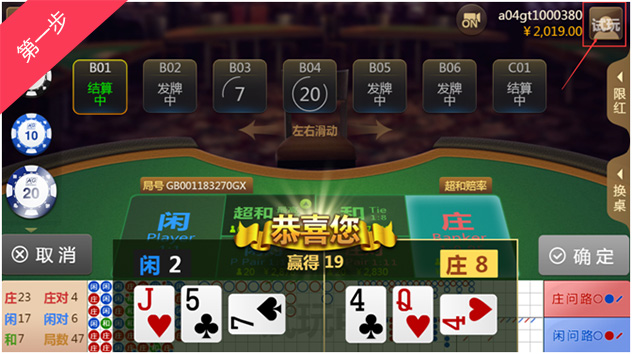 第一步
ON
a04gt1000380
¥ 2,019.00
试玩
B01
结算
中
B02
发牌
中
B03
7
B04
20
B05
发牌
中
B06
发牌
中
C01
结算
中
左右滑动
限红
换桌
10
20
局号 GB001183270GX
超和赔率
闲
Player
超和
和
Tie
1:8
庄
Banker
恭喜您
赢得 19
取消
确定
闲 2
庄 8
J
5
7
4
Q
4
庄23
庄对 4
闲17
闲对 6
和7
局数 47
庄问路
闲问路